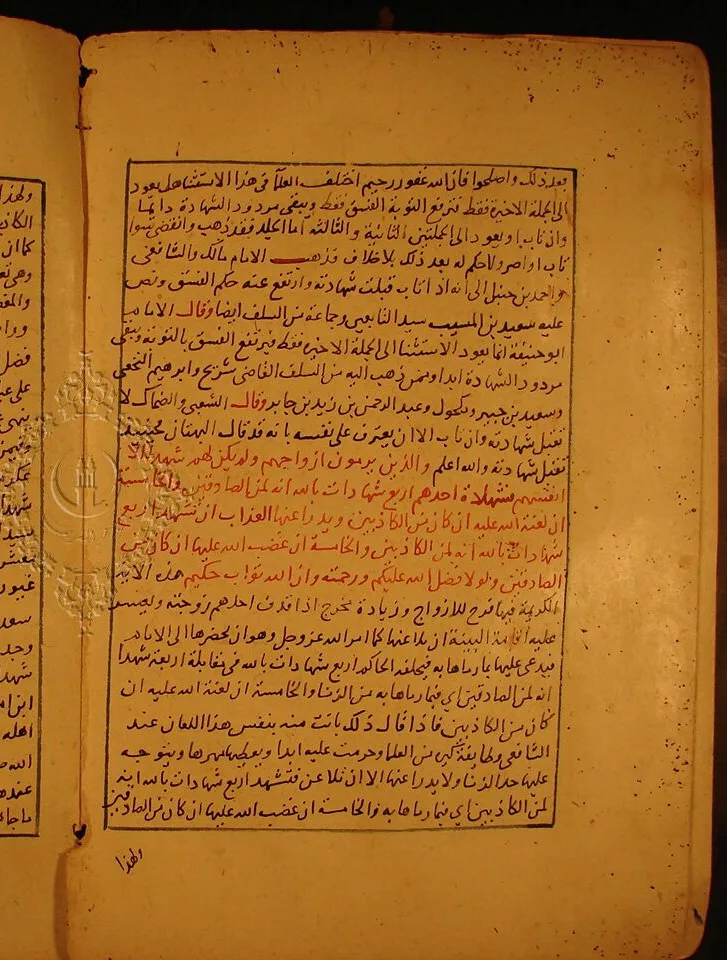 بعد ذلك واصلحوا فان الله غفور رحيم اختلف العلما في هذا الاستثنا هل يعود
الى الجملة الاخيرة فقط فترفع التوبة الفسق فقط ويبقى مردود الشهادة دايما
وان تاب او يعود الى الجملتين الثانية والثالثه اما الجلد فقد ذهب وانقضى سوا
تاب او اصر ولا حكم له بعد ذلك بلا خلاف فذهب الامام مالك والشافعي
واحمد بن حنبل الى انه اذا تاب قبلت شهادته وارتفع عنه حكم الفسق ونص
عليه سعيد بن المسيب سيد التابعين وجماعة من السلف ايضا وقال الامام
ابو حنيفة انما يعود الاستثنا الى الجملة الاخيره فقط فيرتفع الفسق بالتوبة ويبقى
مردود الشهادة ابدا وممن ذهب اليه من السلف القاضي شريح وابرهيم النخعي
وسعيد بن جبير ومكحول وعبد الرحمن بن زيد بن جابر وقال الشعبي والضحاك لا
تقبل شهادته وان تاب الا ان يعترف على نفسه بانه قد قال البهتان فحينيذ
تقبل شهادته والله اعلم والذين يرمون ازواجهم ولم يكن لهم شهدا الا
انفسهم فشهادة احدهم اربع شهادات بالله انه لمن الصادقين والخامسة
ان لعنة الله عليه ان كان من الكاذبين ويدرا عنها العذاب ان تشهد اربع
شهادات بالله انه لمن الكاذبين والخامسة ان غضب الله عليها ان كان من
الصادقين ولولا فضل الله عليكم ورحمته وان الله تواب حكيم هذه الاية
الكريمة فيها فرج للازواج وزيادة مخرج اذا قذف احدهم زوجته وتعسر
عليه اقامة البينة ان يلاعنها كما امر الله عز وجل وهو ان يحضرها الى الامام
فيدعي عليها بما رماها به فيحلفه الحاكم اربع شهادات بالله في مقابلة اربعة شهدا
انه لمن الصادقين اي فيما رماها به من الزنا والخامسة ان لعنة الله عليه ان
كان من الكاذبين فاذا قال ذلك بانت منه بنفس هذا اللعان عند
الشافعي وطايفة كثيرة من العلما وحرمت عليه ابدا ويعطيها مهرها ويتوجه
عليها حد الزنا ولا يدرا عنها الا ان تلاعن فتشهد اربع شهادات بالله انه
لمن الكاذبين اي فيما رماها به والخامسة ان غضب الله عليها ان كان من الصادقين
ولهذا